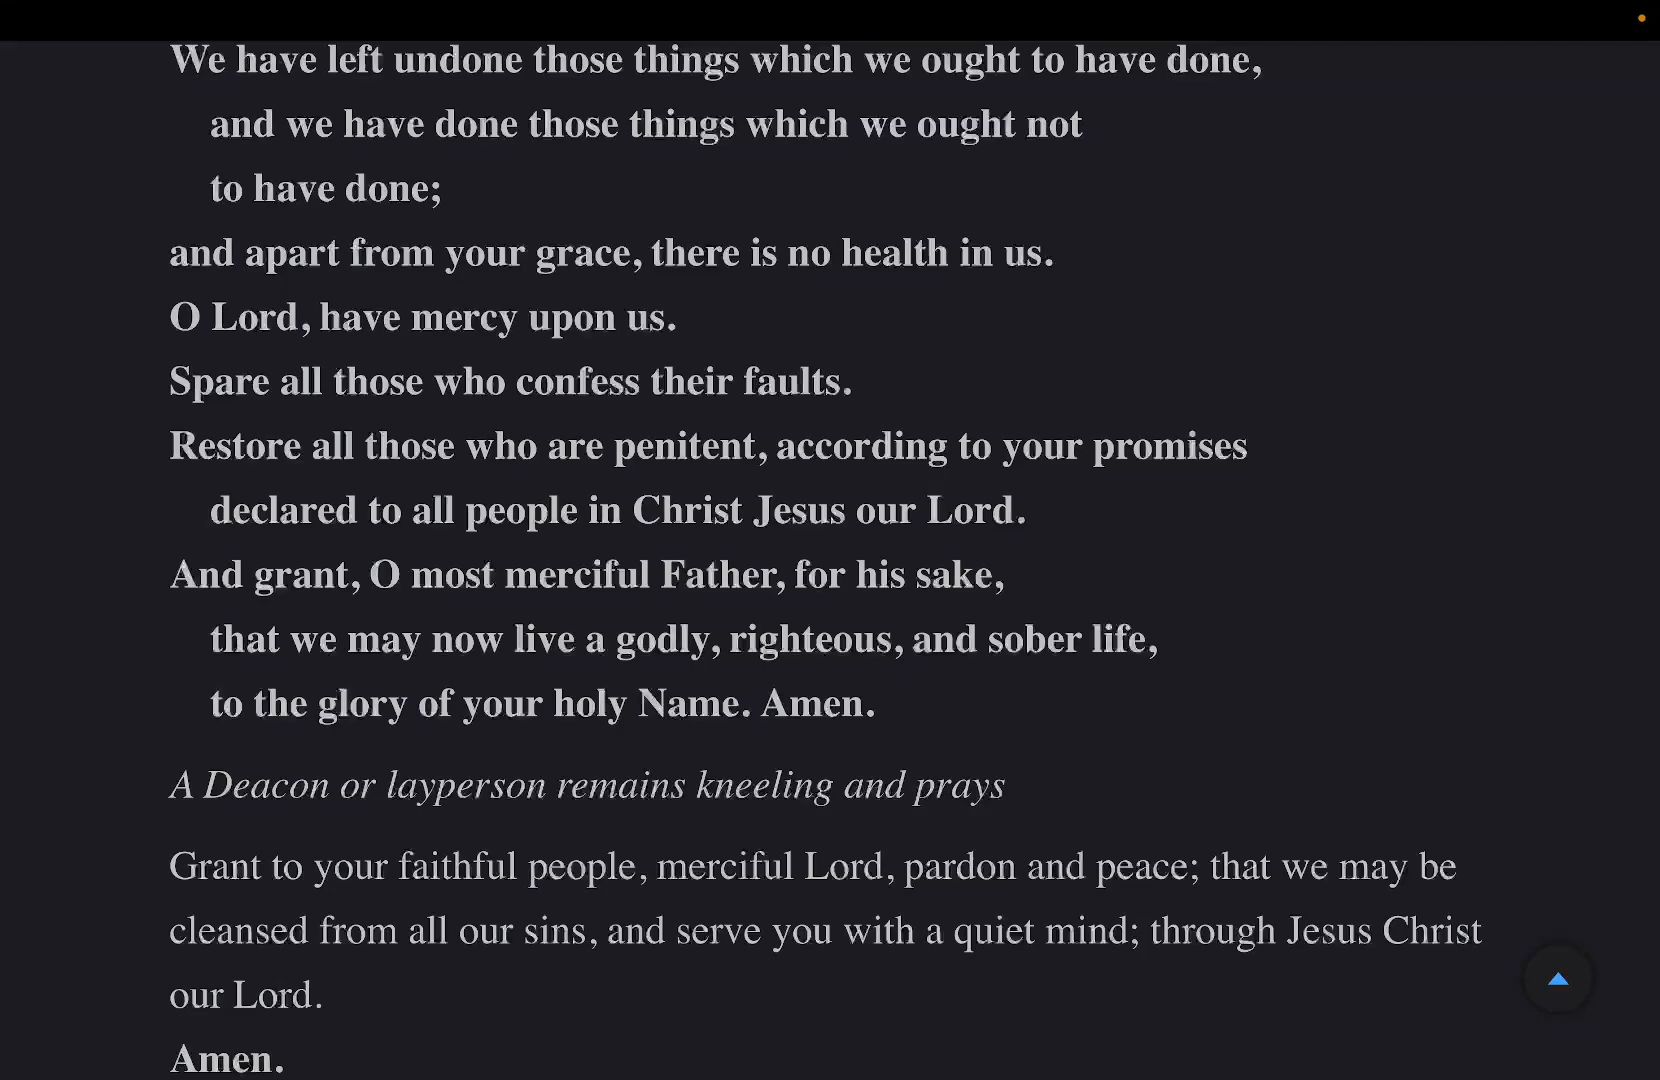 We have left undone those things which we ought to have done,
and we have done those things which we ought not
to have done;
and apart from your grace, there is no health in us.
O Lord, have mercy upon us.
Spare all those who confess their faults.
Restore all those who are penitent, according to your promises
declared to all people in Christ Jesus our Lord.
And grant, O most merciful Father, for his sake,
that we may now live a godly, righteous, and sober life,
to the glory of your holy Name. Amen.
A Deacon or layperson remains kneeling and prays
Grant to your faithful people, merciful Lord, pardon and peace; that we may be
cleansed from all our sins, and serve you with a quiet mind; through Jesus Christ
our Lord.
Amen.